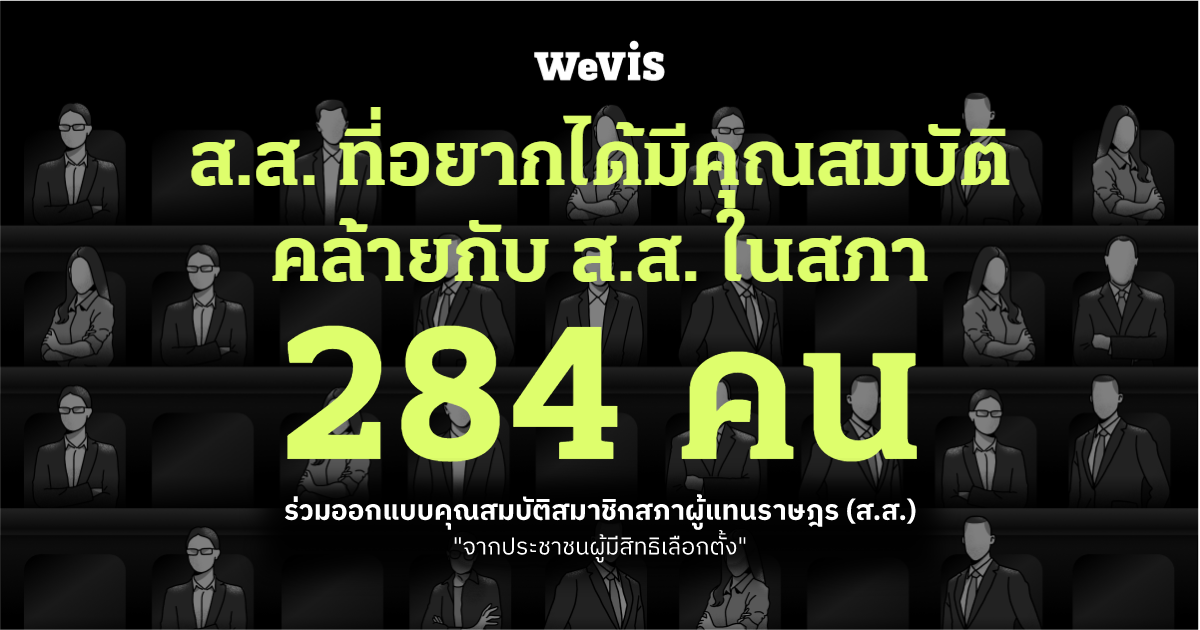 WeVIS
ส.ส. ที่อยากได้มีคุณสมบัติ
คล้ายกับ ส.ส. ในสภา
284 คน
ร่วมออกแบบคุณสมบัติสมาชิกสภาผู้แทนราษฎร (ส.ส.)
"จากประชาชนผู้มีสิทธิเลือกตั้ง"